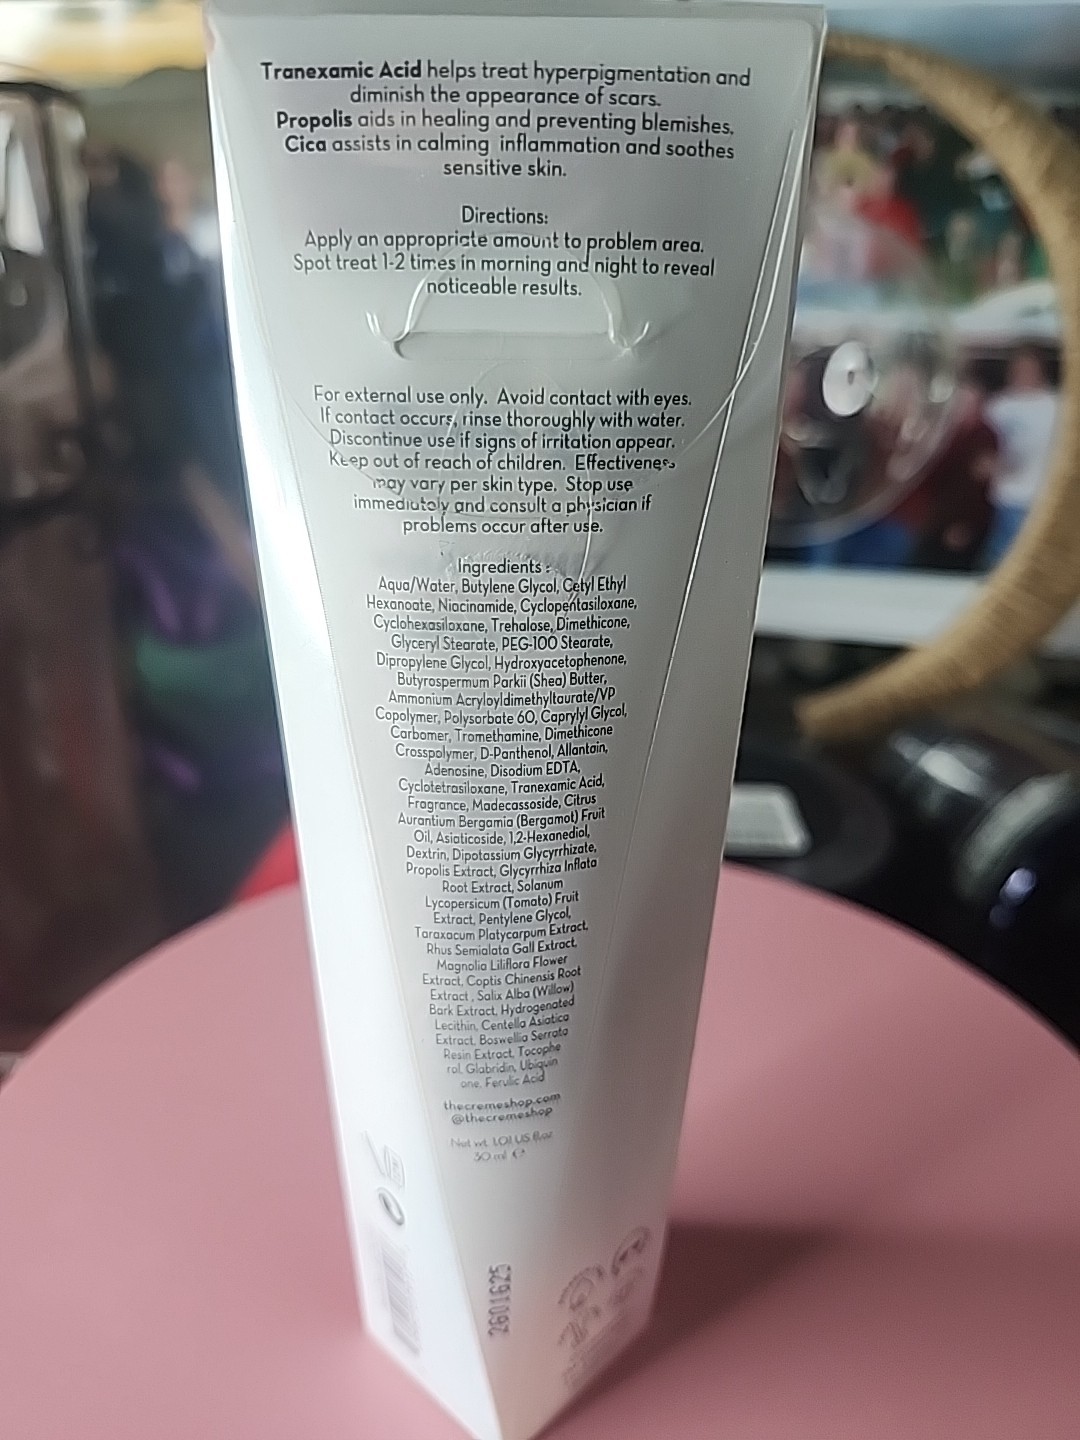 Tranexamic Acid helps treat hyperpigmentation and
diminish the appearance of scars.
Propolis aids in healing and preventing blemishes.
Cica assists in calming inflammation and soothes
sensitive skin.
Directions:
Apply an appropriate amount to problem area.
Spot treat 1-2 times in morning and night to reveal
noticeable results.
For external use only. Avoid contact with eyes.
If contact occurs, rinse thoroughly with water.
Discontinue use if signs of irritation appear.
Keep out of reach of children. Effectiveness
may vary per skin type. Stop use
immediately and consult a physician if
problems occur after use.
Ingredients :
Aqua/Water, Butylene Glycol, Cetyl Ethyl
Hexanoate, Niacinamide, Cyclopentasiloxane,
Cyclohexasiloxane, Trehalose, Dimethicone,
Glyceryl Stearate, PEG-100 Stearate,
Dipropylene Glycol, Hydroxyacetophenone,
Butyrospermum Parkii (Shea) Butter,
Ammonium Acryloyldimethyltaurate/VP
Copolymer, Polysorbate 60, Caprylyl Glycol,
Carbomer, Tromethamine, Dimethicone
Crosspolymer, D-Panthenol, Allantoin,
Adenosine, Disodium EDTA,
Cyclotetrasiloxane, Tranexamic Acid,
Fragrance, Madecassoside, Citrus
Aurantium Bergamia (Bergamot) Fruit
Oil, Asiaticoside, 1,2-Hexanediol,
Dextrin, Dipotassium Glycyrrhizate,
Propolis Extract, Glycyrrhiza Inflata
Root Extract, Solanum
Lycopersicum (Tomato) Fruit
Extract, Pentylene Glycol,
Taraxacum Platycarpum Extract,
Rhus Semialata Gall Extract,
Magnolia Liliflora Flower
Extract, Coptis Chinensis Root
Extract , Salix Alba (Willow)
Bark Extract, Hydrogenated
Lecithin, Centella Asiatica
Extract, Boswellia Serrata
Resin Extract, Tocophe
rol, Glabridin, Ubiquin
one, Ferulic Acid
thecremeshop.com
@thecremeshop
Net wt. 1.01 US fl.oz
30 ml e
2601625